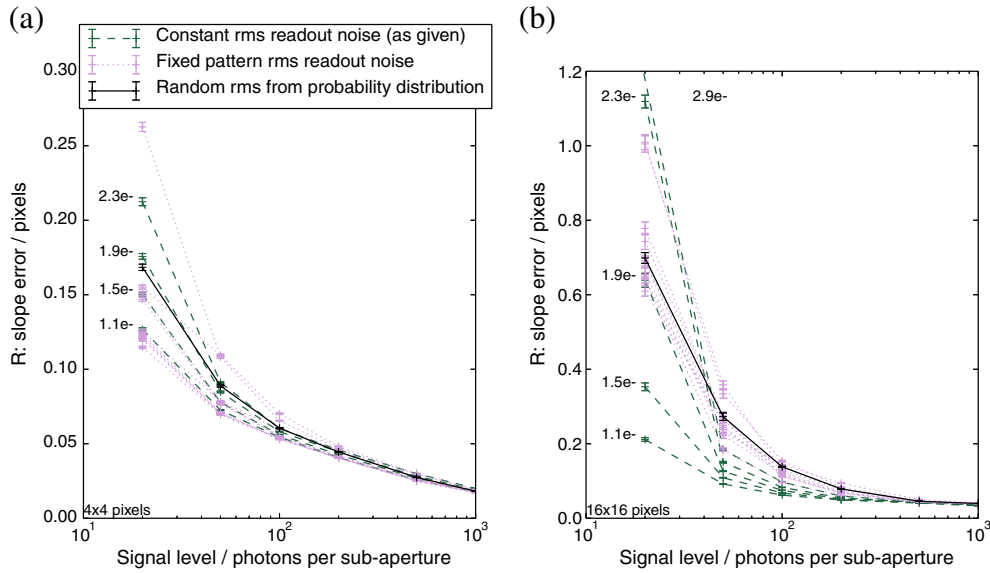 (a)
Constant rms readout noise (as given)
Fixed pattern rms readout noise
Random rms from probability distribution
0.30
0.25
0.20
0.15
0.10
0.05
0.00
R: slope error / pixels
2.3e-
1.9e-
1.5e-
1.1e-
4x4 pixels
10^1
10^2
10^3
Signal level / photons per sub-aperture
(b)
1.2
1.0
0.8
0.6
0.4
0.2
0.0
R: slope error / pixels
2.3e-
2.9e-
1.9e-
1.5e-
1.1e-
16x16 pixels
10^1
10^2
10^3
Signal level / photons per sub-aperture